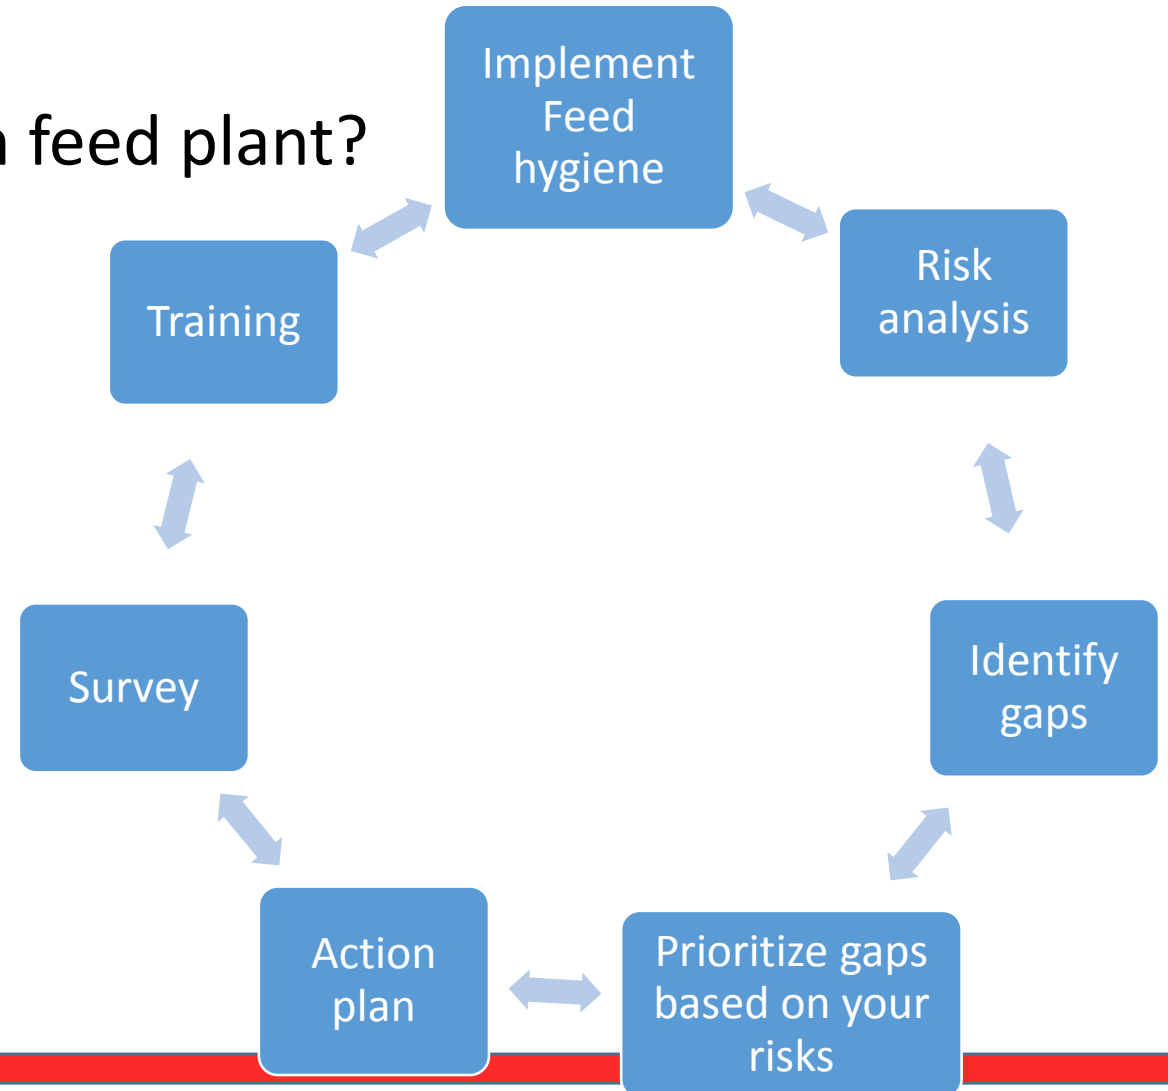 feed plant?
Implement
Feed
hygiene
Risk
analysis
Identify
gaps
Prioritize gaps
based on your
risks
Action
plan
Survey
Training